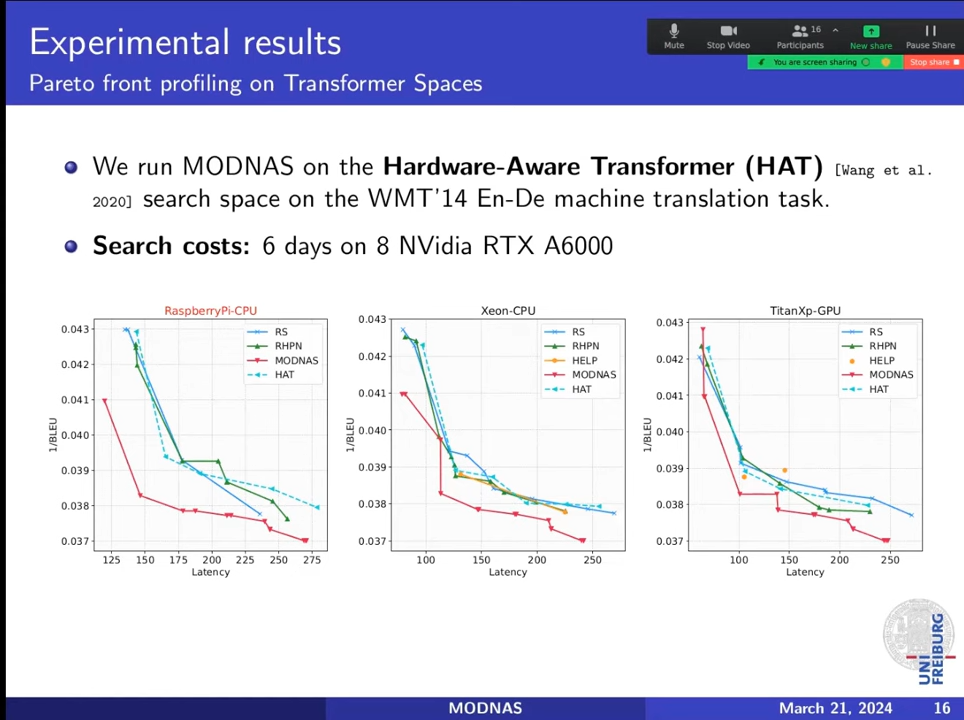 Experimental results
Pareto front profiling on Transformer Spaces
Mute
Stop Video
16
Participants
New share
Pause Share
You are screen sharing
Stop share
We run MODNAS on the Hardware-Aware Transformer (HAT) [Wang et al.
2020] search space on the WMT'14 En-De machine translation task.
Search costs: 6 days on 8 NVidia RTX A6000
RaspberryPi-CPU
0.043
0.042
0.041
0.040
0.039
0.038
0.037
1/BLEU
RS
RHPN
MODNAS
HAT
125 150 175 200 225 250 275
Latency
Xeon-CPU
0.043
0.042
0.041
0.040
0.039
0.038
0.037
1/BLEU
RS
RHPN
HELP
MODNAS
HAT
100 150 200 250
Latency
TitanXp-GPU
0.043
0.042
0.041
0.040
0.039
0.038
0.037
1/BLEU
RS
RHPN
HELP
MODNAS
HAT
100 150 200 250
Latency
UNI
FREIBURG
MODNAS
March 21, 2024 16